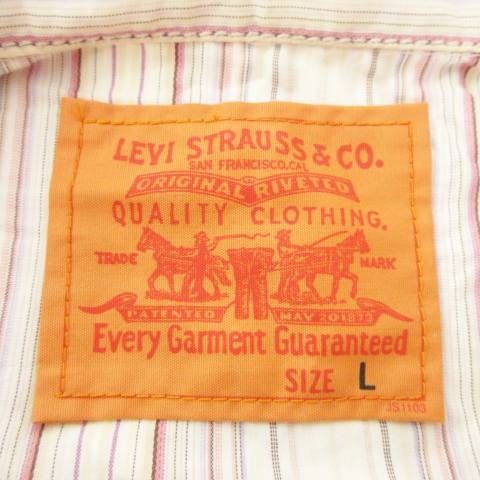 LEVI STRAUSS & CO.
SAN FRANCISCO, CAL.
ORIGINAL RIVETED
QUALITY CLOTHING.
TRADE MARK
PATENTED MAY 20 1873
Every Garment Guaranteed
SIZE L
JS1103